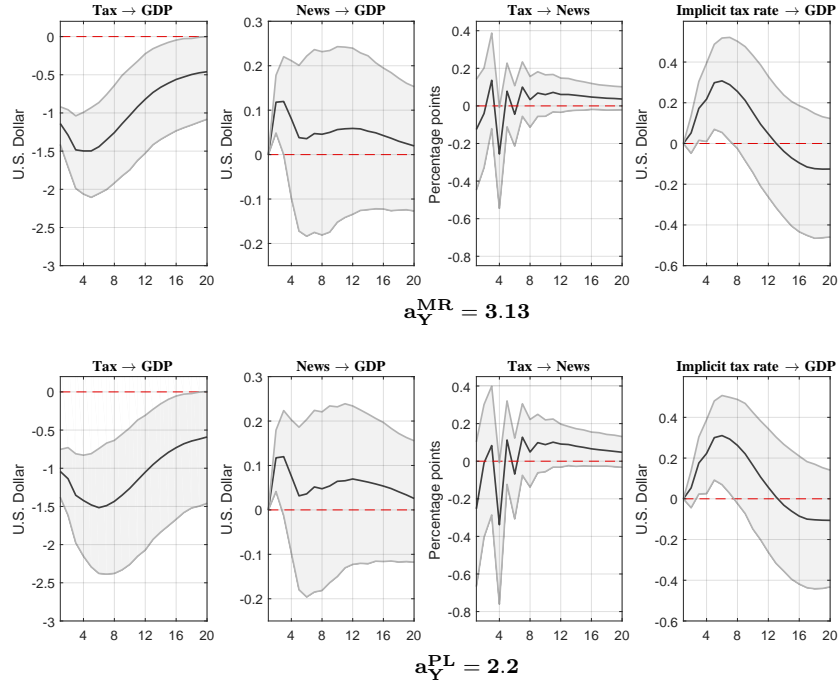 Tax → GDP
News → GDP
Tax → News
Implicit tax rate → GDP
U.S. Dollar
0
-0.5
-1
-1.5
-2
-2.5
-3
4 8 12 16 20
U.S. Dollar
0.3
0.2
0.1
0
-0.1
-0.2
4 8 12 16 20
Percentage points
0.4
0.2
0
-0.2
-0.4
-0.6
-0.8
4 8 12 16 20
U.S. Dollar
0.6
0.4
0.2
0
-0.2
-0.4
-0.6
4 8 12 16 20
a_Y^MR = 3.13
Tax → GDP
News → GDP
Tax → News
Implicit tax rate → GDP
U.S. Dollar
0
-0.5
-1
-1.5
-2
-2.5
-3
4 8 12 16 20
U.S. Dollar
0.3
0.2
0.1
0
-0.1
-0.2
4 8 12 16 20
Percentage points
0.4
0.2
0
-0.2
-0.4
-0.6
-0.8
4 8 12 16 20
U.S. Dollar
0.4
0.2
0
-0.2
-0.4
-0.6
4 8 12 16 20
a_Y^PL = 2.2